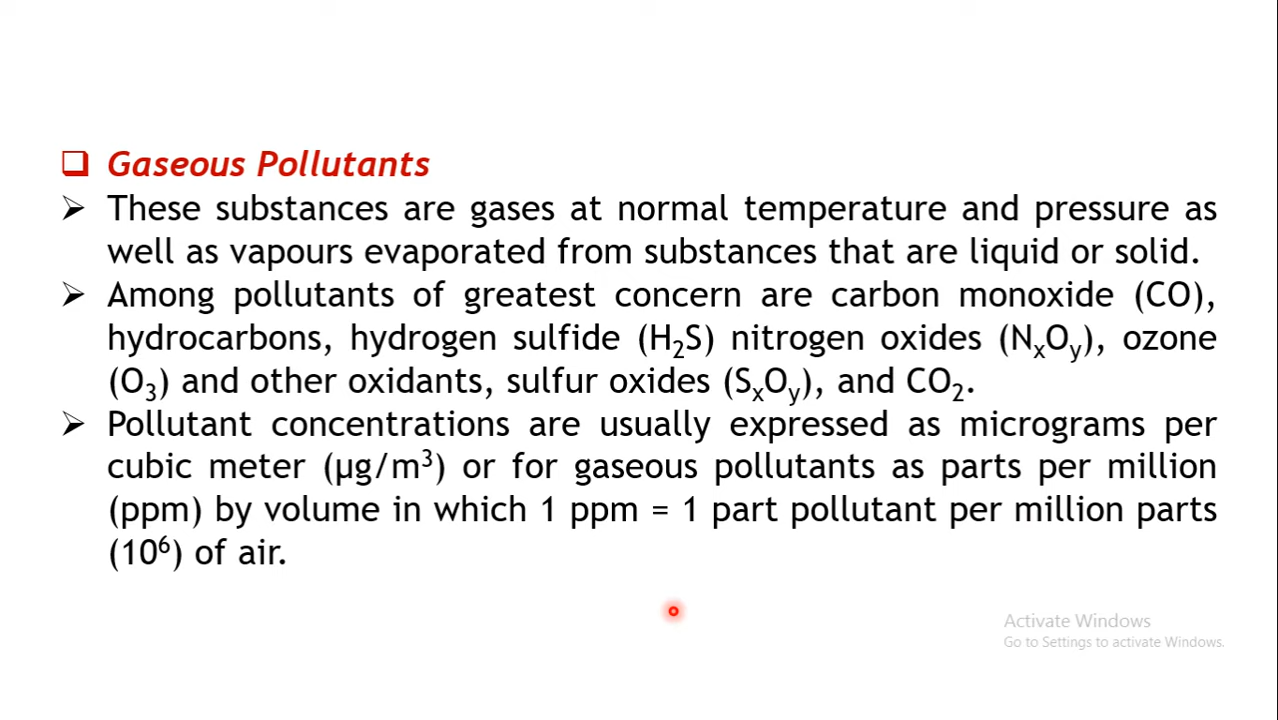 ❑ Gaseous Pollutants
➢ These substances are gases at normal temperature and pressure as
well as vapours evaporated from substances that are liquid or solid.
➢ Among pollutants of greatest concern are carbon monoxide (CO),
hydrocarbons, hydrogen sulfide (H₂S) nitrogen oxides (NₓOᵧ), ozone
(O₃) and other oxidants, sulfur oxides (SₓOᵧ), and CO₂.
➢ Pollutant concentrations are usually expressed as micrograms per
cubic meter (µg/m³) or for gaseous pollutants as parts per million
(ppm) by volume in which 1 ppm = 1 part pollutant per million parts
(10⁶) of air.
Activate Windows
Go to Settings to activate Windows.